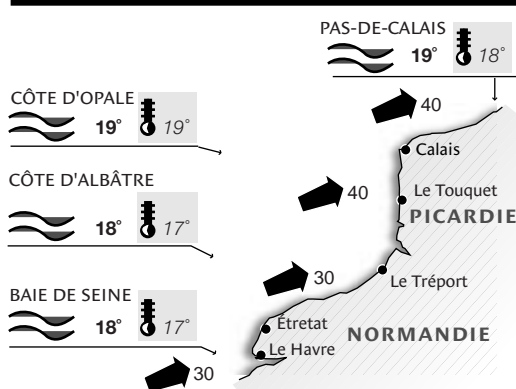 PAS-DE-CALAIS
19° 18°
40
CÔTE D'OPALE
19° 19°
Calais
CÔTE D'ALBÂTRE
18° 17°
40
Le Touquet
PICARDIE
30
Le Tréport
BAIE DE SEINE
18° 17°
Étretat
NORMANDIE
Le Havre
30